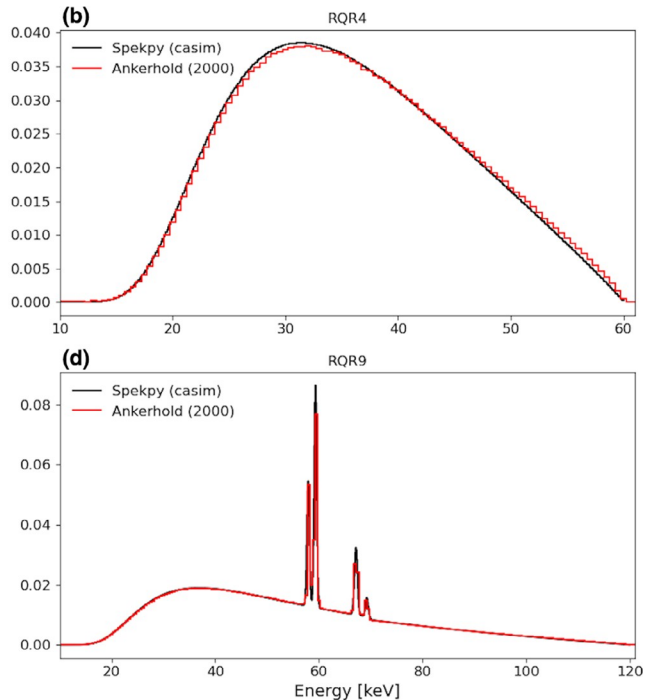 (b)
RQR4
0.040
0.035
0.030
0.025
0.020
0.015
0.010
0.005
0.000
Spekpy (casim)
Ankerhold (2000)
10 20 30 40 50 60
(d)
RQR9
0.08
0.06
0.04
0.02
0.00
Spekpy (casim)
Ankerhold (2000)
20 40 60 80 100 120
Energy [keV]